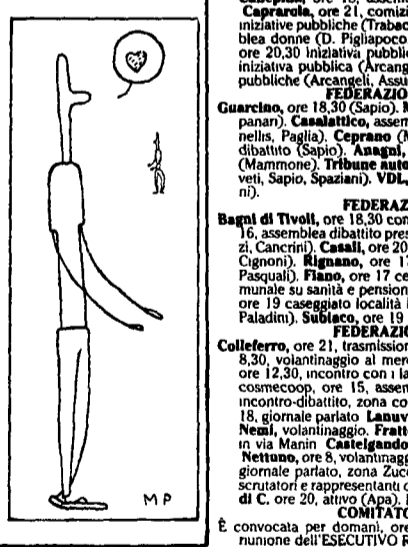 M P
Caprarola, ore 21, comizi
iniziative pubbliche (Trabac
blea donne (D. Pigliapoco
ore 20,30 iniziativa pubblic
iniziativa pubblica (Arcang
pubbliche (Arcangeli, Assu
FEDERAZIO
Guarcino, ore 18,30 (Sapio).
panari). Casalattico, assem
nellis, Paglia). Ceprano (M
dibattito (Sapio). Anagni,
(Mammone). Tribune auto
veti, Sapio, Spaziani). VDL,
ni).
FEDERAZ
Bagni di Tivoli, ore 18,30 con
16, assemblea dibattito pres
zi, Cancrini). Casali, ore 20
Cignoni). Rignano, ore 17
Pasquali). Fiano, ore 17 ce
munale su sanità e pension
ore 19 caseggiato località
Paladini). Subiaco, ore 19
FEDERAZIO
Colleferro, ore 21, trasmission
8,30, volantinaggio al mer
ore 12,30, incontro con i la
cosmecoop, ore 15, assem
incontro-dibattito, zona co
18, giornale parlato Lanuv
Nemi, volantinaggio. Fratt
in via Manin Castelgando
Nettuno, ore 8, volantinagg
giornale parlato, zona Zucc
scrutatori e rappresentanti
di C. ore 20, attivo (Apa).
COMITATO
È convocata per domani, ore
riunione dell'ESECUTIVO R